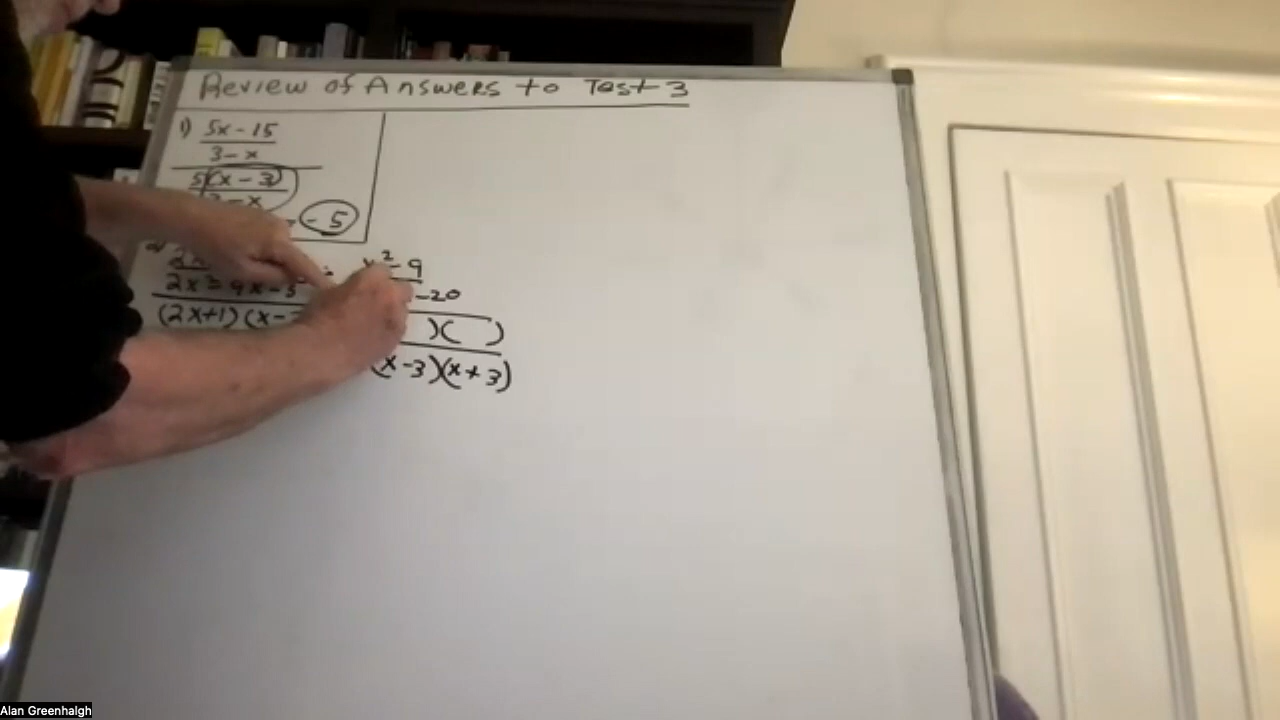 Review of Answers to Test 3
1) 5x - 15
3 - x
5(x - 3)
3 - x
- 5
x² - 9
2x² - 9x - 5
- 20
(2x+1)(x -
)( )
(x - 3)(x + 3)
Alan Greenhalgh